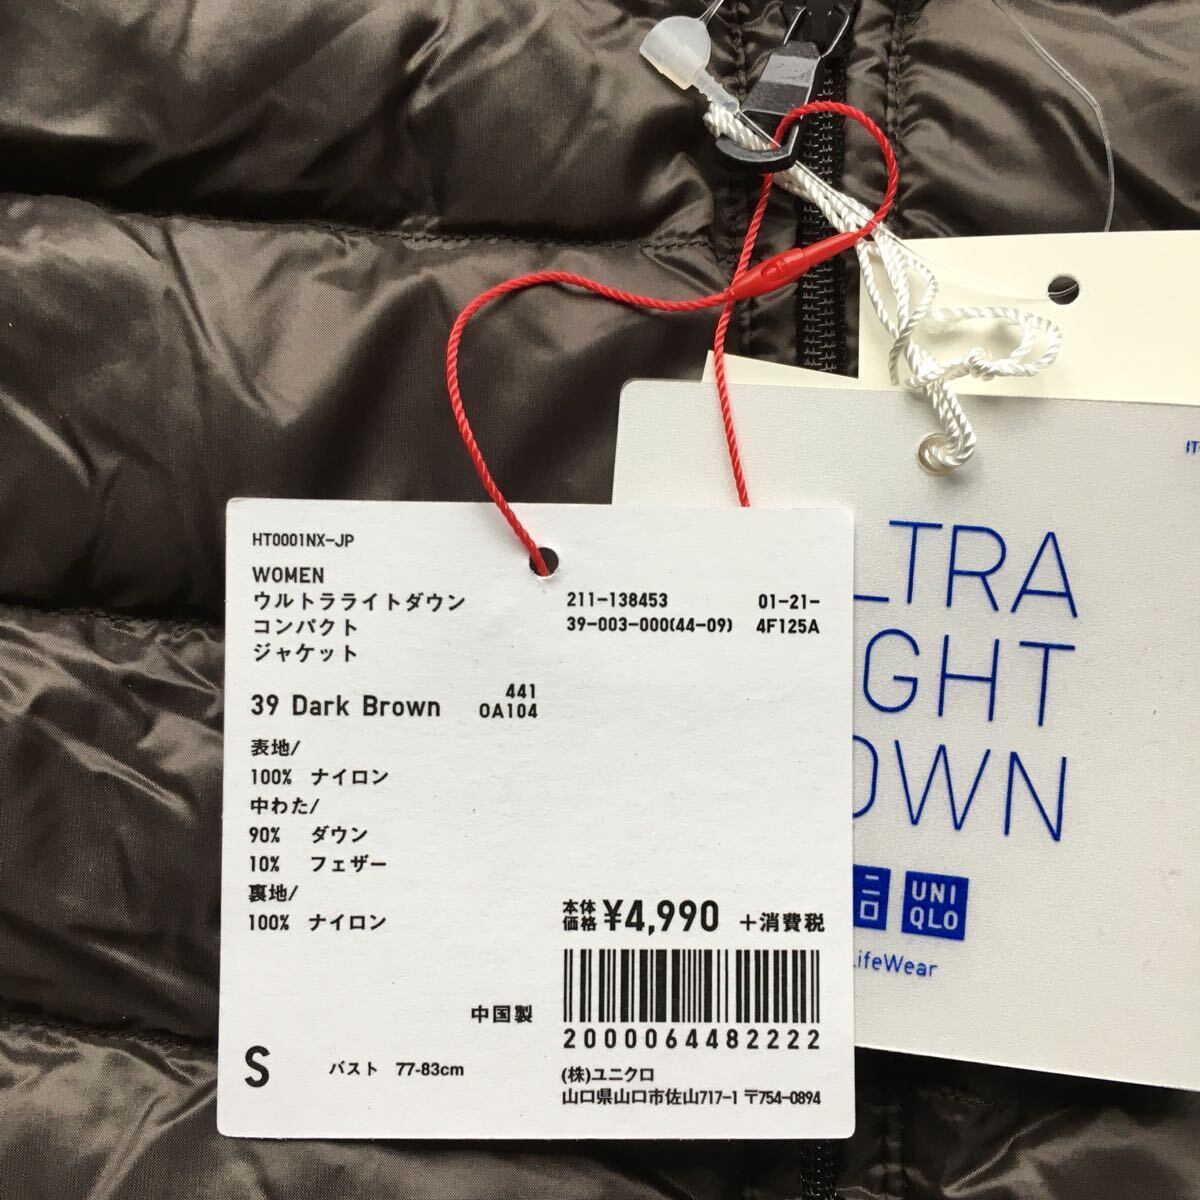 HT0001NX-JP
WOMEN
ウルトラライトダウン
コンパクト
ジャケット
211-138453 01-21-
39-003-000(44-09) 4F125A
39 Dark Brown
441
OA104
表地/
100% ナイロン
中わた/
90% ダウン
10% フェザー
裏地/
100% ナイロン
本体
価格 ¥4,990 +消費税
中国製
2000064482222
S バスト 77-83cm
(株)ユニクロ
山口県山口市佐山717-1 〒754-0894
LTRA
GHT
OWN
ニ
ロ
UNI
QLO
LifeWear